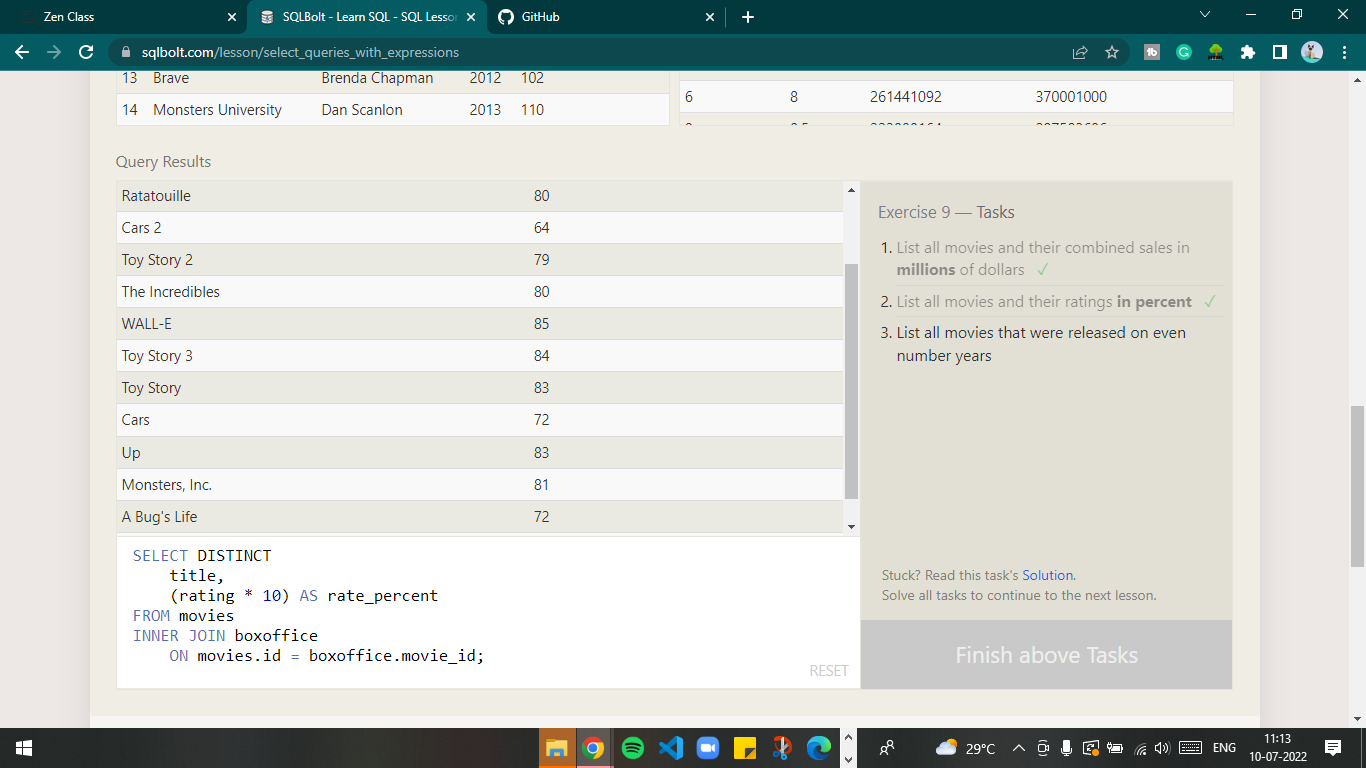 Zen Class
SQLBolt - Learn SQL - SQL Lesson
GitHub
sqlbolt.com/lesson/select_queries_with_expressions
13 Brave Brenda Chapman 2012 102
14 Monsters University Dan Scanlon 2013 110
6 8 261441092 370001000
Query Results
Ratatouille 80
Cars 2 64
Toy Story 2 79
The Incredibles 80
WALL-E 85
Toy Story 3 84
Toy Story 83
Cars 72
Up 83
Monsters, Inc. 81
A Bug's Life 72
Exercise 9 — Tasks
1. List all movies and their combined sales in
millions of dollars ✓
2. List all movies and their ratings in percent ✓
3. List all movies that were released on even
number years
Stuck? Read this task's Solution.
Solve all tasks to continue to the next lesson.
Finish above Tasks
SELECT DISTINCT
title,
(rating * 10) AS rate_percent
FROM movies
INNER JOIN boxoffice
ON movies.id = boxoffice.movie_id;
RESET
29°C
ENG
11:13
10-07-2022